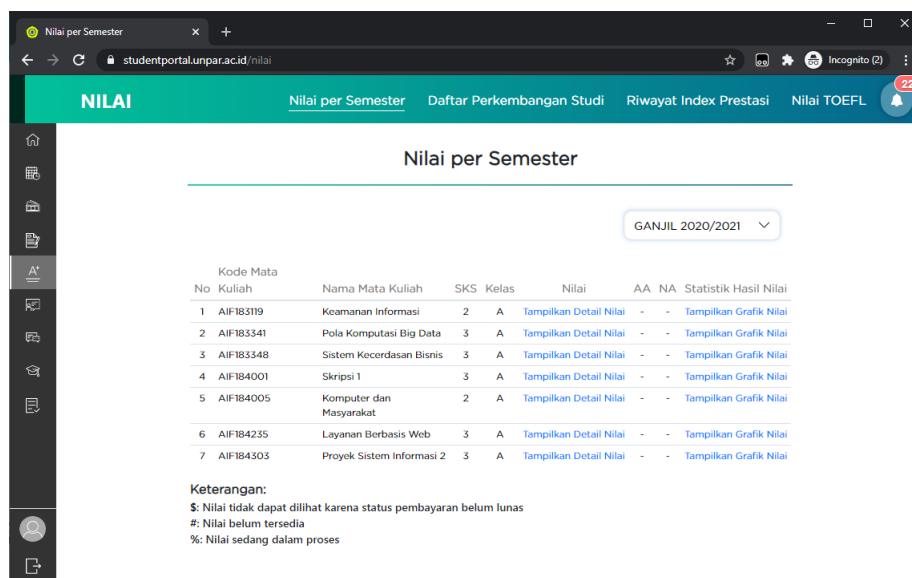 Nilai per Semester
studentportal.unpar.ac.id/nilai
Incognito (2)
NILAI
Nilai per Semester Daftar Perkembangan Studi Riwayat Index Prestasi Nilai TOEFL 22
Nilai per Semester
GANJIL 2020/2021
No Kode Mata Kuliah Nama Mata Kuliah SKS Kelas Nilai AA NA Statistik Hasil Nilai
1 AIF183119 Keamanan Informasi 2 A Tampilkan Detail Nilai - - Tampilkan Grafik Nilai
2 AIF183341 Pola Komputasi Big Data 3 A Tampilkan Detail Nilai - - Tampilkan Grafik Nilai
3 AIF183348 Sistem Kecerdasan Bisnis 3 A Tampilkan Detail Nilai - - Tampilkan Grafik Nilai
4 AIF184001 Skripsi 1 3 A Tampilkan Detail Nilai - - Tampilkan Grafik Nilai
5 AIF184005 Komputer dan Masyarakat 2 A Tampilkan Detail Nilai - - Tampilkan Grafik Nilai
6 AIF184235 Layanan Berbasis Web 3 A Tampilkan Detail Nilai - - Tampilkan Grafik Nilai
7 AIF184303 Proyek Sistem Informasi 2 3 A Tampilkan Detail Nilai - - Tampilkan Grafik Nilai
Keterangan:
$: Nilai tidak dapat dilihat karena status pembayaran belum lunas
#: Nilai belum tersedia
%: Nilai sedang dalam proses